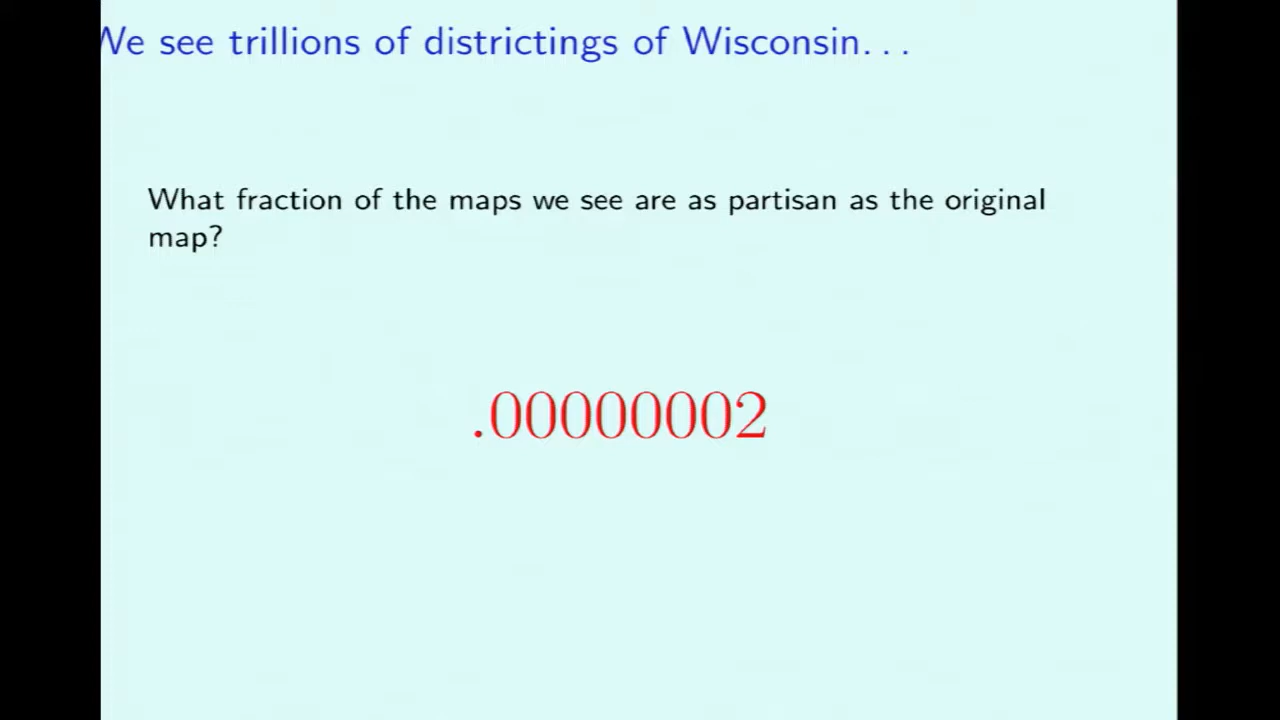 We see trillions of districtings of Wisconsin...
What fraction of the maps we see are as partisan as the original
map?
.00000002